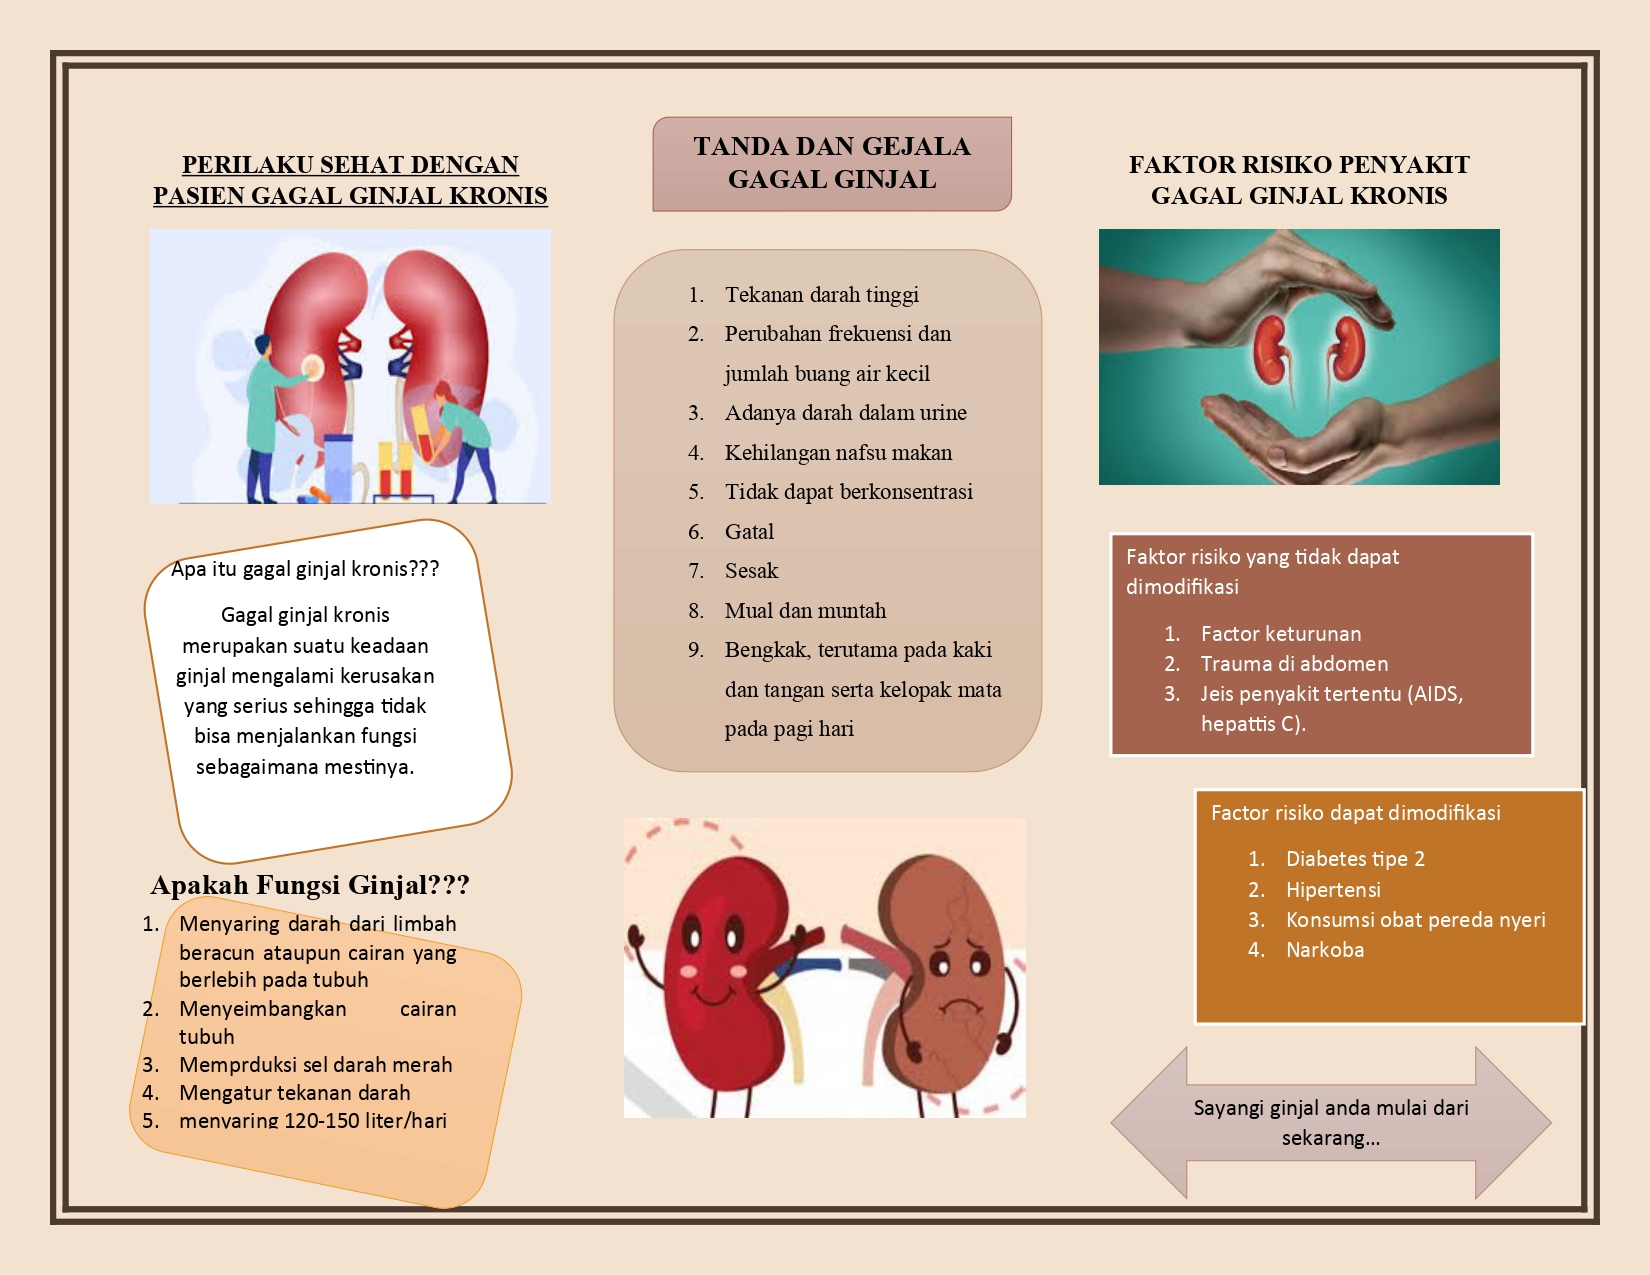 PERILAKU SEHAT DENGAN
PASIEN GAGAL GINJAL KRONIS
Apa itu gagal ginjal kronis???
Gagal ginjal kronis
merupakan suatu keadaan
ginjal mengalami kerusakan
yang serius sehingga tidak
bisa menjalankan fungsi
sebagaimana mestinya.
Apakah Fungsi Ginjal???
1. Menyaring darah dari limbah
beracun ataupun cairan yang
berlebih pada tubuh
2. Menyeimbangkan cairan
tubuh
3. Memprduksi sel darah merah
4. Mengatur tekanan darah
5. menyaring 120-150 liter/hari
TANDA DAN GEJALA
GAGAL GINJAL
1. Tekanan darah tinggi
2. Perubahan frekuensi dan
jumlah buang air kecil
3. Adanya darah dalam urine
4. Kehilangan nafsu makan
5. Tidak dapat berkonsentrasi
6. Gatal
7. Sesak
8. Mual dan muntah
9. Bengkak, terutama pada kaki
dan tangan serta kelopak mata
pada pagi hari
FAKTOR RISIKO PENYAKIT
GAGAL GINJAL KRONIS
Faktor risiko yang tidak dapat
dimodifikasi
1. Factor keturunan
2. Trauma di abdomen
3. Jeis penyakit tertentu (AIDS,
hepattis C).
Factor risiko dapat dimodifikasi
1. Diabetes tipe 2
2. Hipertensi
3. Konsumsi obat pereda nyeri
4. Narkoba
Sayangi ginjal anda mulai dari
sekarang...